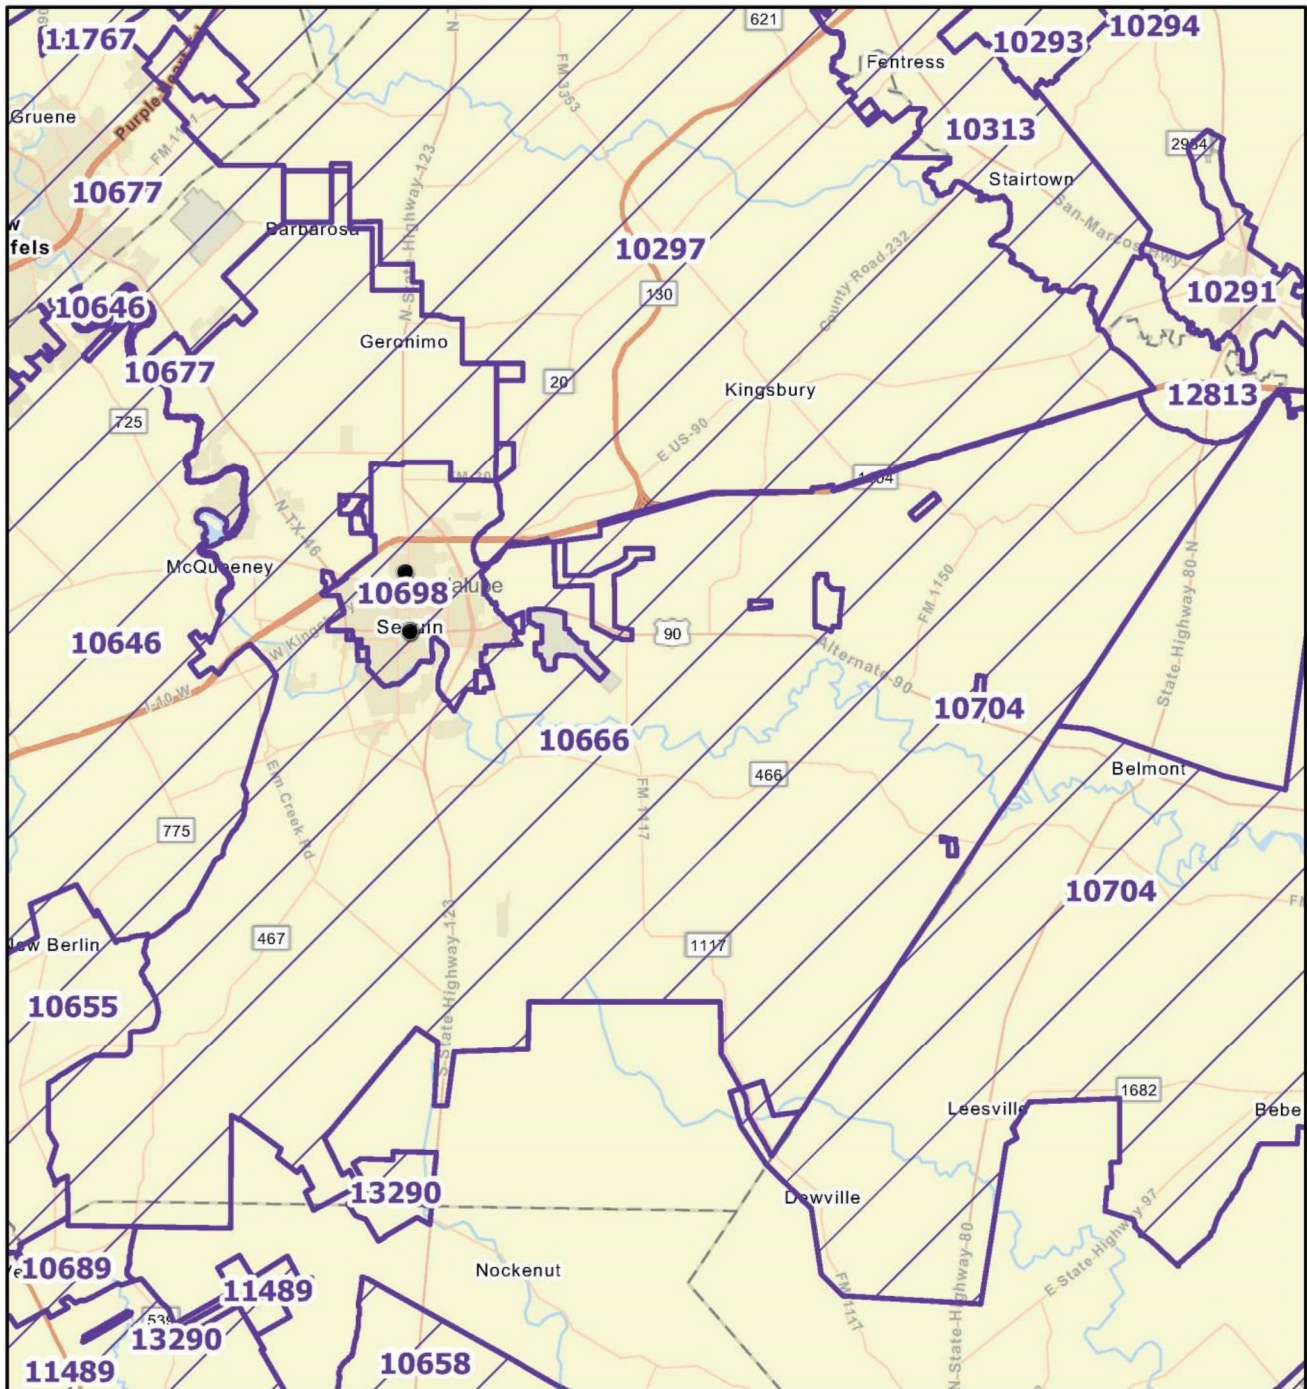 621
11767
10293
10294
Fentress
FM 3353
Gruene
Purple Heart
FM 1101
10313
2984
N-State-Highway-123
10677
Stairtown
San-Marcos-Hwy
w
fels
Barbarosa
10297
County Road 232
130
10291
10646
Geronimo
10677
20
Kingsbury
12813
725
E US-90
N-TX-46
McQueeney
FM-1150
State-Highway-80-N
10698
alupe
W Kingsbury
Seguin
90
10646
Alternate-90
I-10 W
10704
10666
Belmont
466
Elm Creek Rd
FM 1117
775
10704
S-State-Highway-123
467
New Berlin
1117
10655
1682
Leesville
Bebe
13290
Dewville
E-State-Highway-97
10689
Nockenut
11489
539
FM-1117
N-State-Highway-80
13290
10658
11489